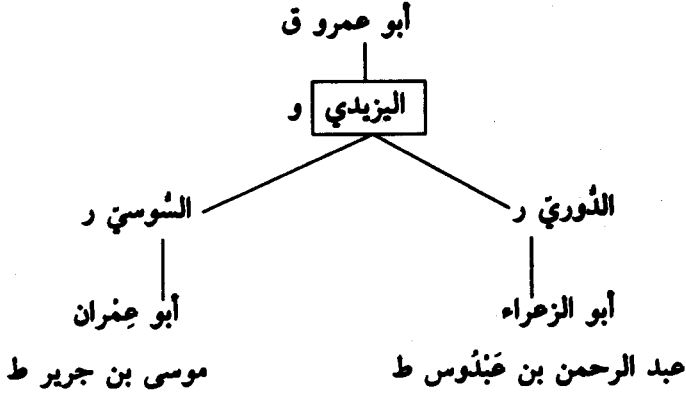 أبو عمرو ق
اليزيدي و
الدُّوريّ ر
السُّوسيّ ر
أبو الزعراء
عبد الرحمن بن عَبْدُوس ط
أبو عِمْران
موسى بن جرير ط